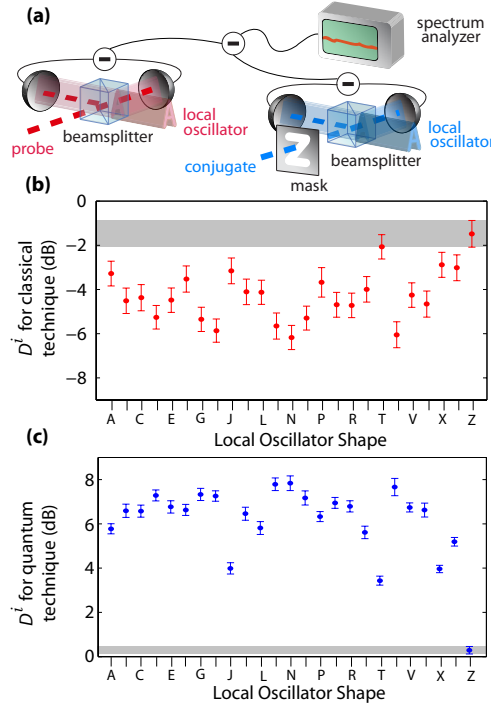 (a)
spectrum
analyzer
local
oscillator
beamsplitter
probe
local
oscillator
beamsplitter
conjugate
Z
mask
(b)
D^i for classical
technique (dB)
0
−2
−4
−6
−8
A C E G J L N P R T V X Z
Local Oscillator Shape
(c)
D^i for quantum
technique (dB)
8
6
4
2
0
A C E G J L N P R T V X Z
Local Oscillator Shape